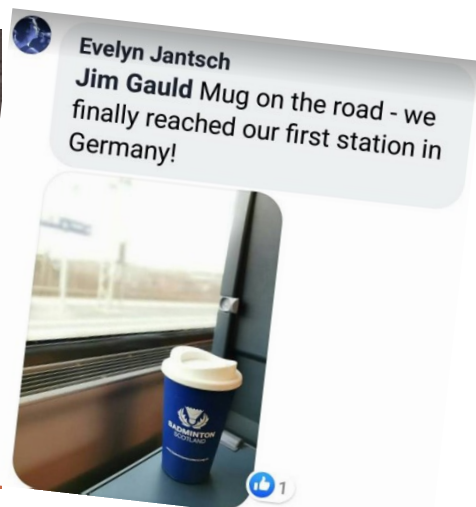 Evelyn Jantsch
Jim Gauld Mug on the road - we
finally reached our first station in
Germany!
BADMINTON
SCOTLAND
1